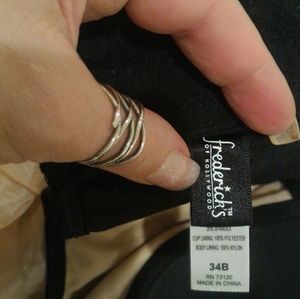 frederick's™
OF HOLLYWOOD
20% SPANDEX
CUP LINING, 100% POLYESTER
BODY LINING, 100% NYLON
34B
RN 73120
MADE IN CHINA